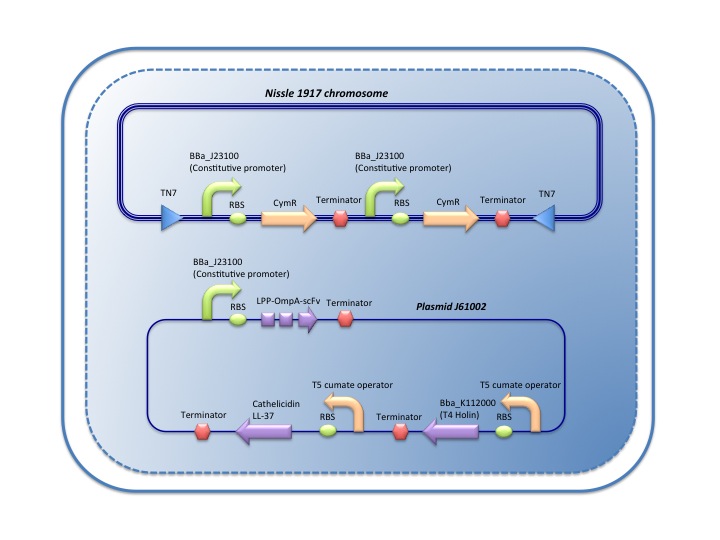 Nissle 1917 chromosome
BBa_J23100
(Constitutive promoter)
BBa_J23100
(Constitutive promoter)
TN7
RBS
CymR
Terminator
RBS
CymR
Terminator
TN7
BBa_J23100
(Constitutive promoter)
RBS
LPP-OmpA-scFv
Terminator
Plasmid J61002
Terminator
Cathelicidin
LL-37
RBS
T5 cumate operator
Terminator
Bba_K112000
(T4 Holin)
RBS
T5 cumate operator